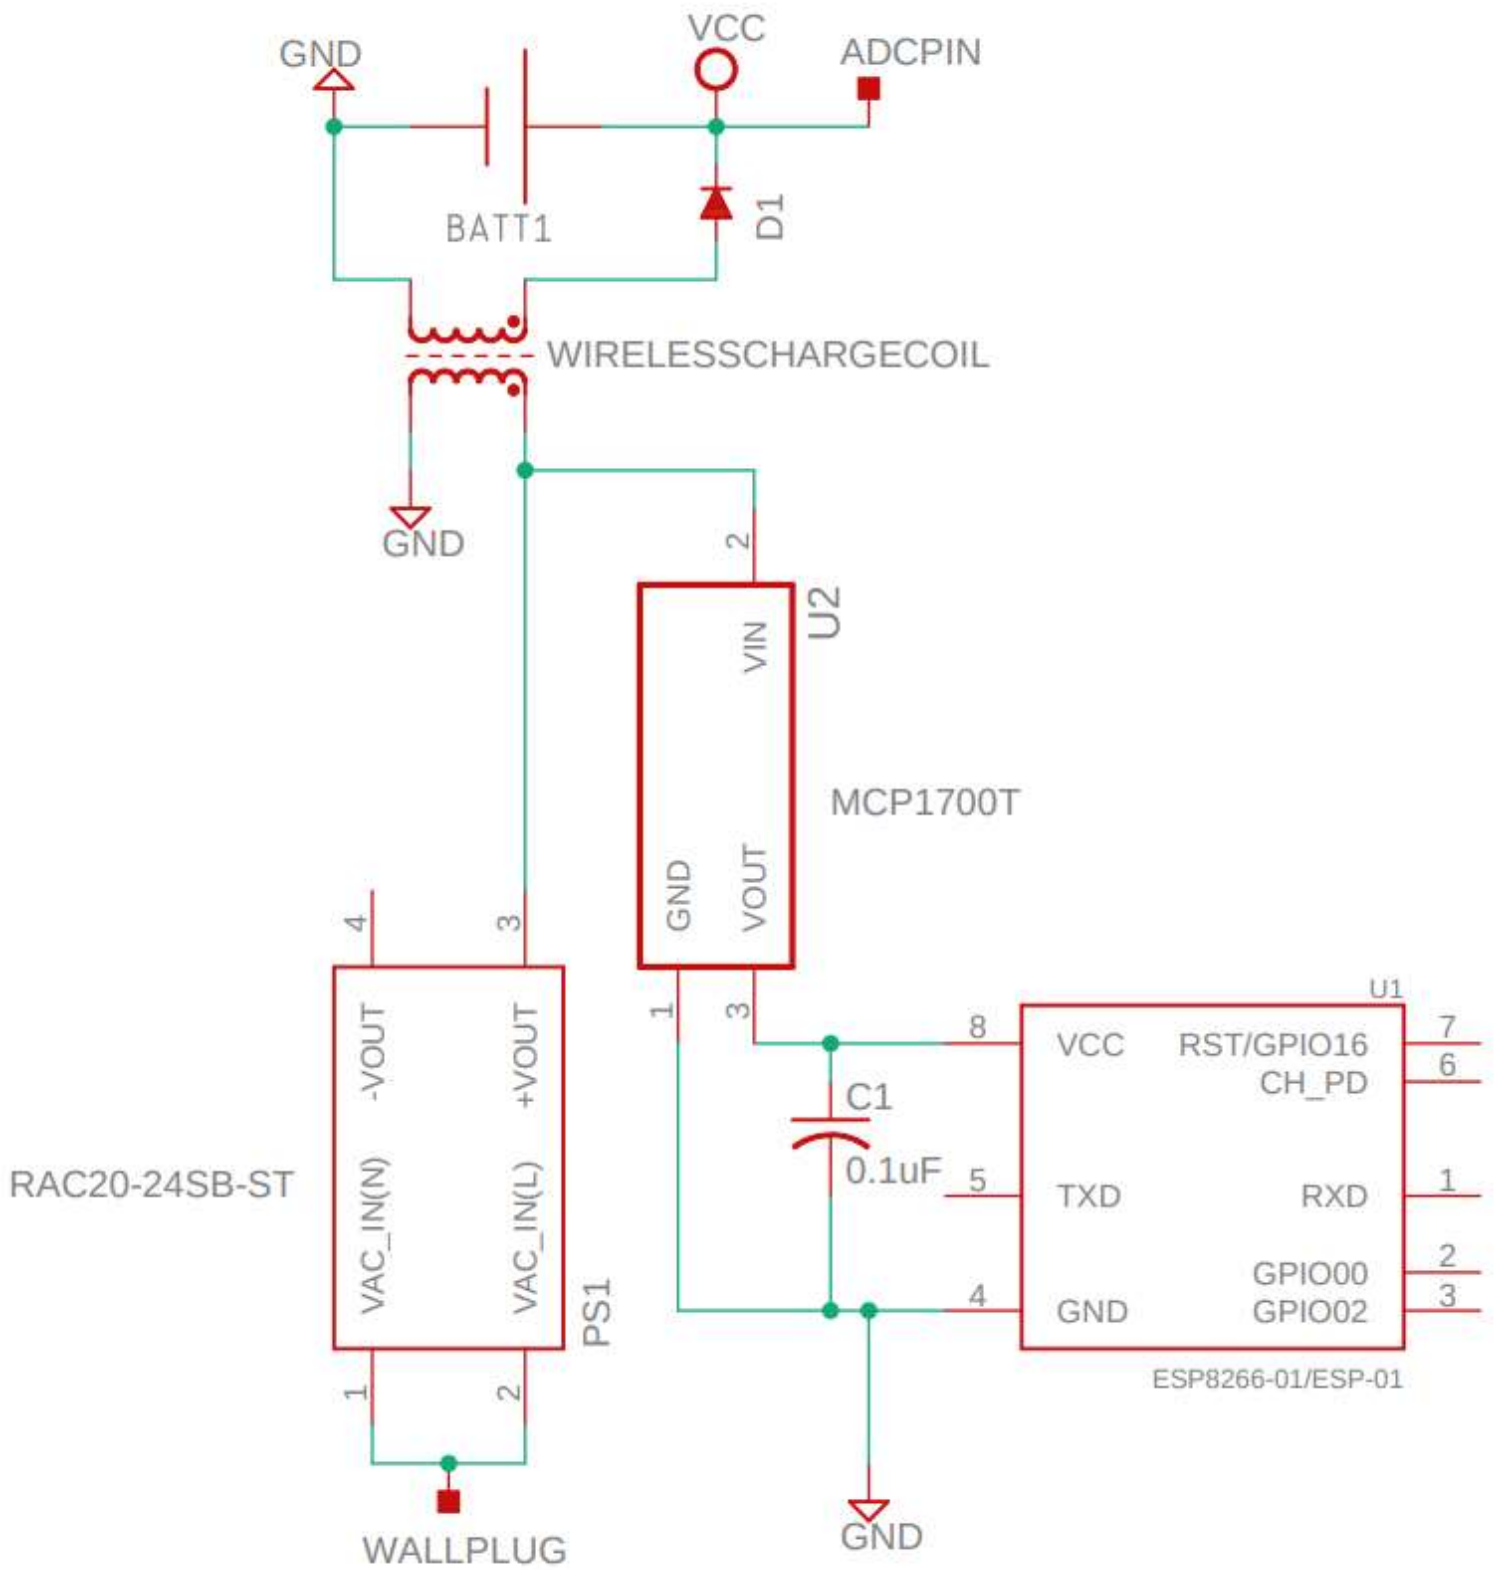 VCC
GND
ADCPIN
D1
BATT1
WIRELESSCHARGECOIL
GND
2
U2
VIN
MCP1700T
GND
VOUT
4
3
1
3
U1
-VOUT
+VOUT
8
VCC
RST/GPIO16
7
CH_PD
6
C1
0.1uF
RAC20-24SB-ST
VAC_IN(N)
VAC_IN(L)
5
TXD
RXD
1
GPIO00
2
PS1
4
GND
GPIO02
3
ESP8266-01/ESP-01
1
2
WALLPLUG
GND